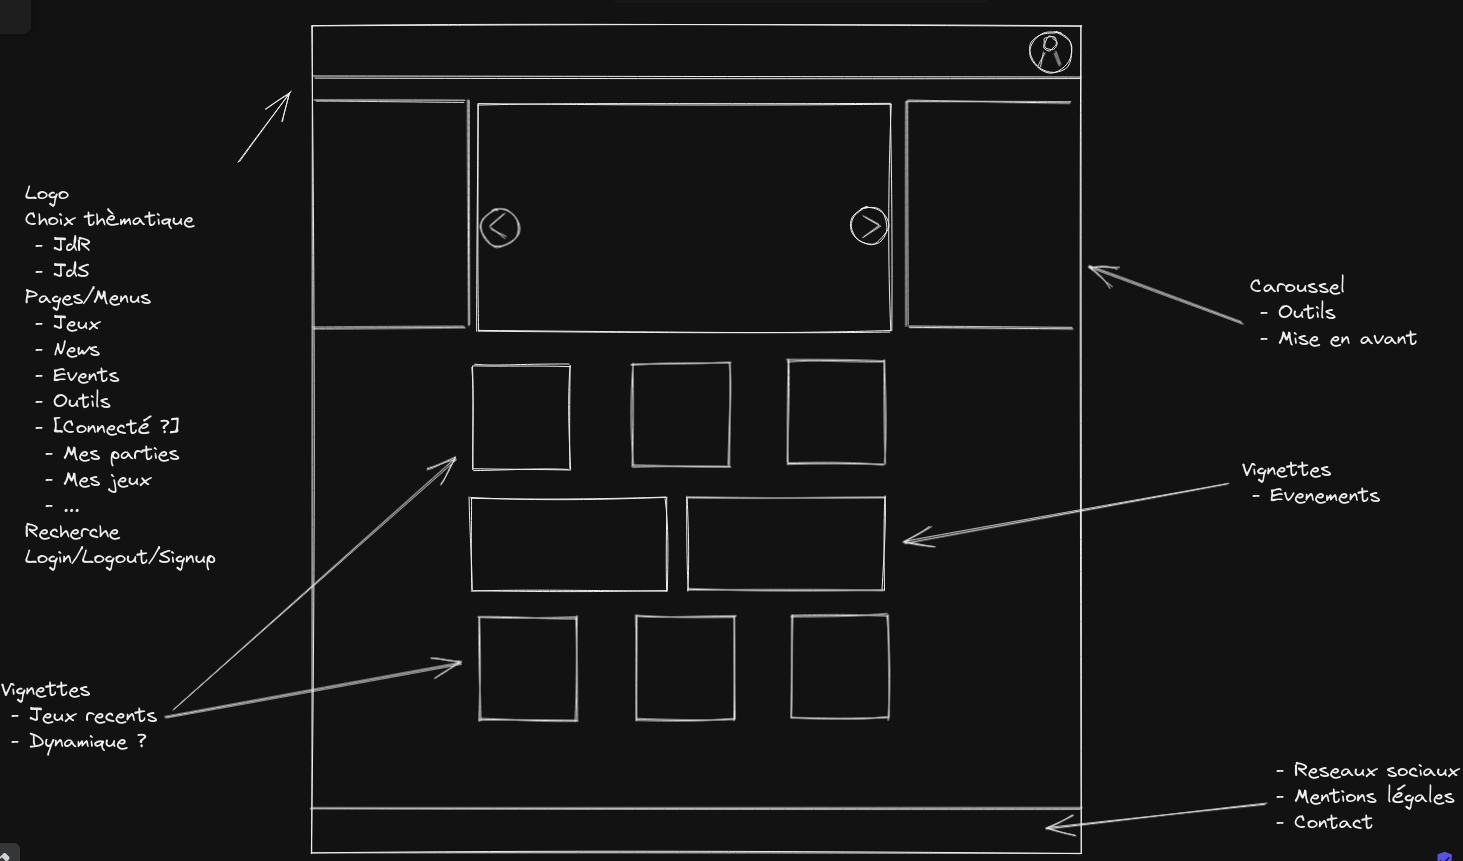 Logo
Choix thèmatique
- JdR
- JdS
Pages/Menus
- Jeux
- News
- Events
- Outils
- [Connecté ?]
- Mes parties
- Mes jeux
- ...
Recherche
Login/Logout/Signup
Vignettes
- Jeux recents
- Dynamique ?
Caroussel
- Outils
- Mise en avant
Vignettes
- Evenements
- Reseaux sociaux
- Mentions légales
- Contact